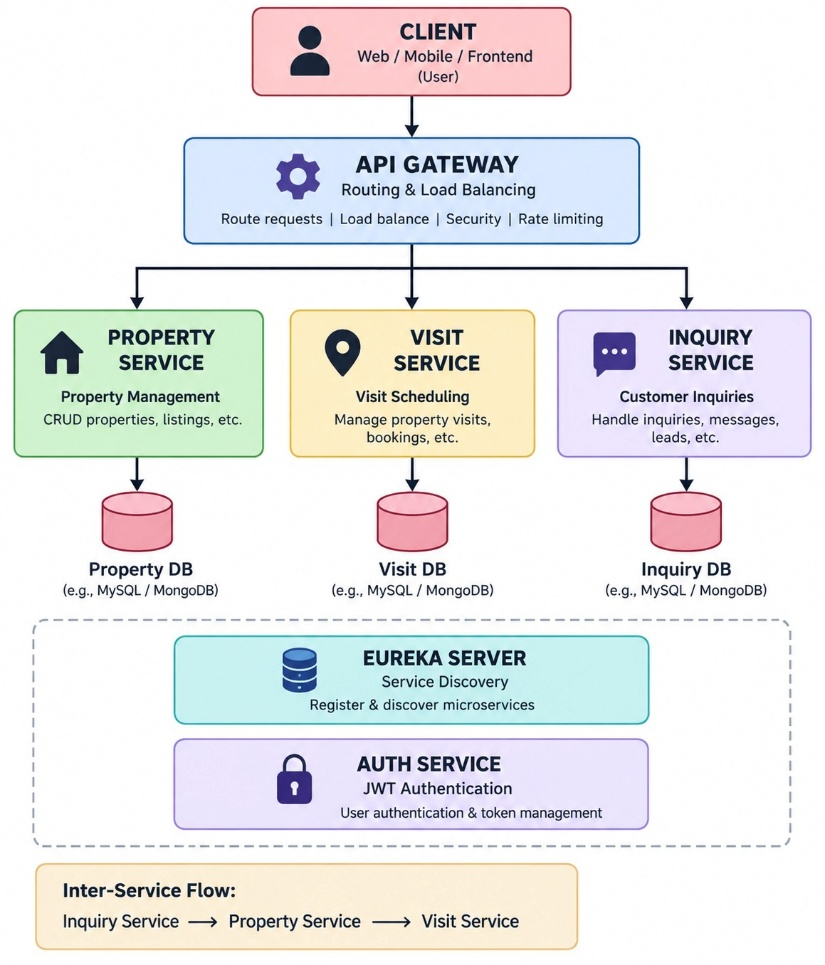 CLIENT
Web / Mobile / Frontend
(User)
API GATEWAY
Routing & Load Balancing
Route requests | Load balance | Security | Rate limiting
PROPERTY
SERVICE
Property Management
CRUD properties, listings, etc.
VISIT
SERVICE
Visit Scheduling
Manage property visits,
bookings, etc.
INQUIRY
SERVICE
Customer Inquiries
Handle inquiries, messages,
leads, etc.
Property DB
(e.g., MySQL / MongoDB)
Visit DB
(e.g., MySQL / MongoDB)
Inquiry DB
(e.g., MySQL / MongoDB)
EUREKA SERVER
Service Discovery
Register & discover microservices
AUTH SERVICE
JWT Authentication
User authentication & token management
Inter-Service Flow:
Inquiry Service → Property Service → Visit Service